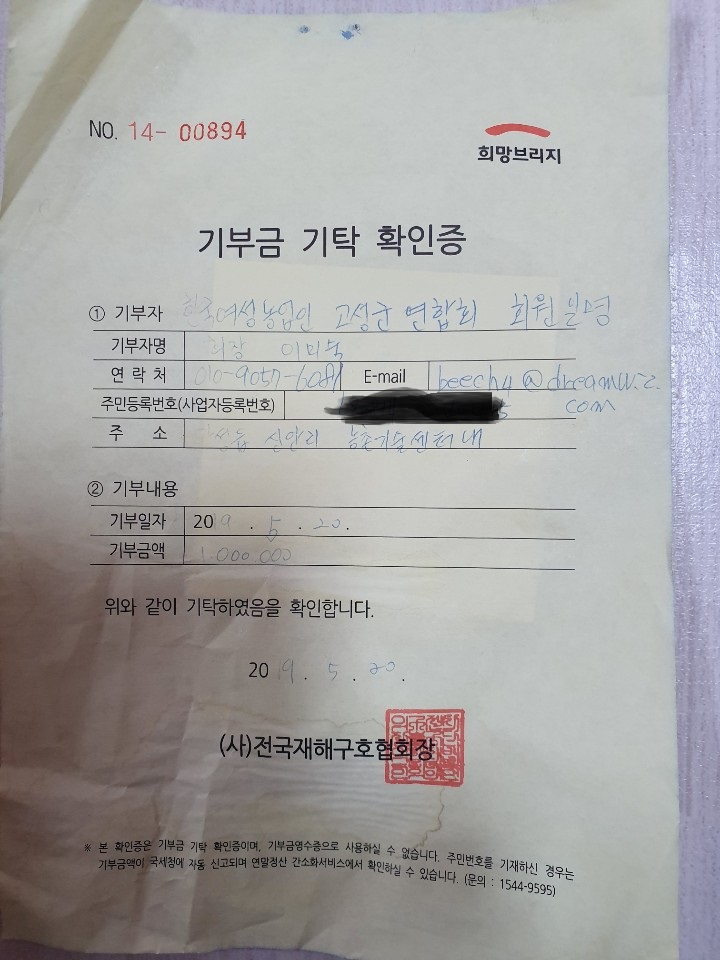 NO. 14- 00894
희망브리지
기부금 기탁 확인증
① 기부자 한국여성농업인 고성군 연합회 회원일명
기부자명 회장 이미숙
연 락 처 010-9057-6081 E-mail beech4@dreamwiz.
com
주민등록번호(사업자등록번호) 5
주 소 신안리 농촌기술센터 내
② 기부내용
기부일자 2019. 5. 20.
기부금액 1,000,000
위와 같이 기탁하였음을 확인합니다.
2019. 5. 20.
(사)전국재해구호협회장
※ 본 확인증은 기부금 기탁 확인증이며, 기부금영수증으로 사용하실 수 없습니다. 주민번호를 기재하신 경우는
기부금액이 국세청에 자동 신고되며 연말정산 간소화서비스에서 확인하실 수 있습니다. (문의 : 1544-9595)